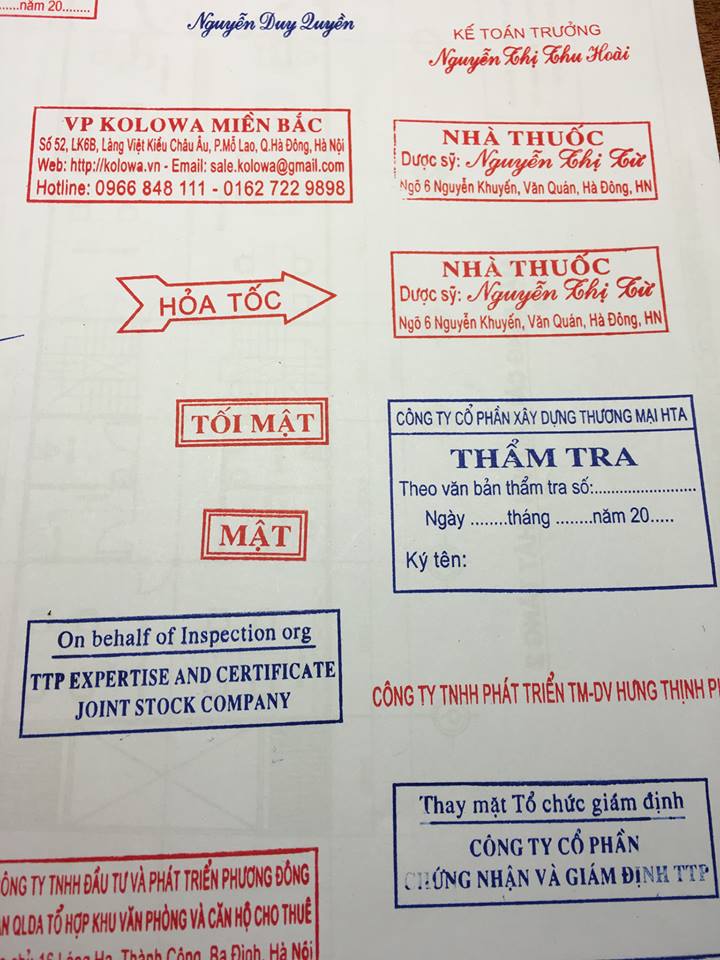 ......năm 20........
Nguyễn Duy Quyền
KẾ TOÁN TRƯỞNG
Nguyễn Thị Thu Hoài
VP KOLOWA MIỀN BẮC
Số 52, LK6B, Làng Việt Kiều Châu Âu, P.Mỗ Lao, Q.Hà Đông, Hà Nội
Web: http://kolowa.vn - Email: sale.kolowa@gmail.com
Hotline: 0966 848 111 - 0162 722 9898
NHÀ THUỐC
Dược sỹ: Nguyễn Thị Từ
Ngõ 6 Nguyễn Khuyến, Văn Quán, Hà Đông, HN
HỎA TỐC
NHÀ THUỐC
Dược sỹ: Nguyễn Thị Từ
Ngõ 6 Nguyễn Khuyến, Văn Quán, Hà Đông, HN
TỐI MẬT
CÔNG TY CỔ PHẦN XÂY DỰNG THƯƠNG MẠI HTA
THẨM TRA
Theo văn bản thẩm tra số:........................
Ngày ........tháng ........năm 20.....
Ký tên:
MẬT
On behalf of Inspection org
TTP EXPERTISE AND CERTIFICATE
JOINT STOCK COMPANY
CÔNG TY TNHH PHÁT TRIỂN TM-DV HƯNG THỊNH
Thay mặt Tổ chức giám định
CÔNG TY CỔ PHẦN
CHỨNG NHẬN VÀ GIÁM ĐỊNH TTP
CÔNG TY TNHH ĐẦU TƯ VÀ PHÁT TRIỂN PHƯƠNG ĐÔNG
QLDA TỔ HỢP KHU VĂN PHÒNG VÀ CĂN HỘ CHO THUÊ
16 Láng Hạ, Thành Công, Ba Đình, Hà Nội